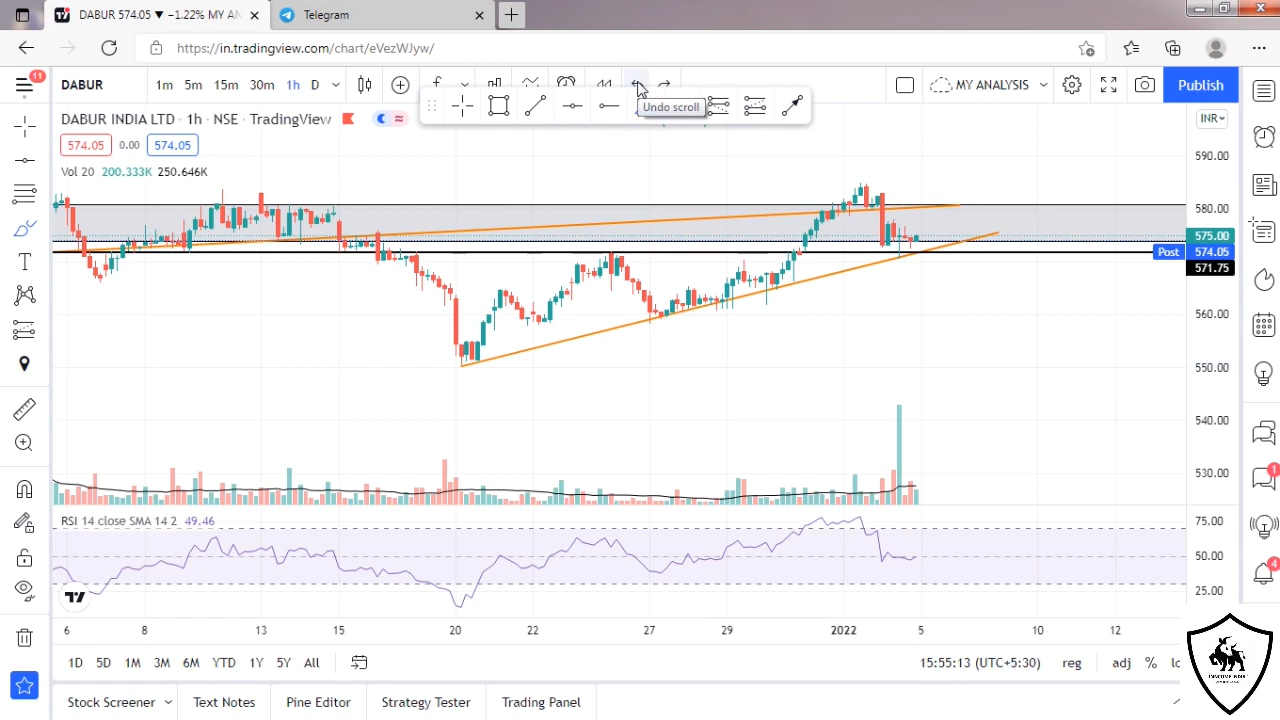 DABUR 574.05 ▼ −1.22% MY AN
Telegram
https://in.tradingview.com/chart/eVezWJyw/
11
DABUR
1m 5m 15m 30m 1h D
MY ANALYSIS
Publish
Undo scroll
DABUR INDIA LTD · 1h · NSE · TradingView
INR
574.05 0.00 574.05
Vol 20 200.333K 250.646K
590.00
580.00
575.00
Post 574.05
571.75
560.00
550.00
540.00
530.00
RSI 14 close SMA 14 2 49.46
75.00
50.00
25.00
1
4
6 8 13 15 20 22 27 29 2022 5 10 12
1D 5D 1M 3M 6M YTD 1Y 5Y All
15:55:13 (UTC+5:30) reg adj % lo
Stock Screener Text Notes Pine Editor Strategy Tester Trading Panel